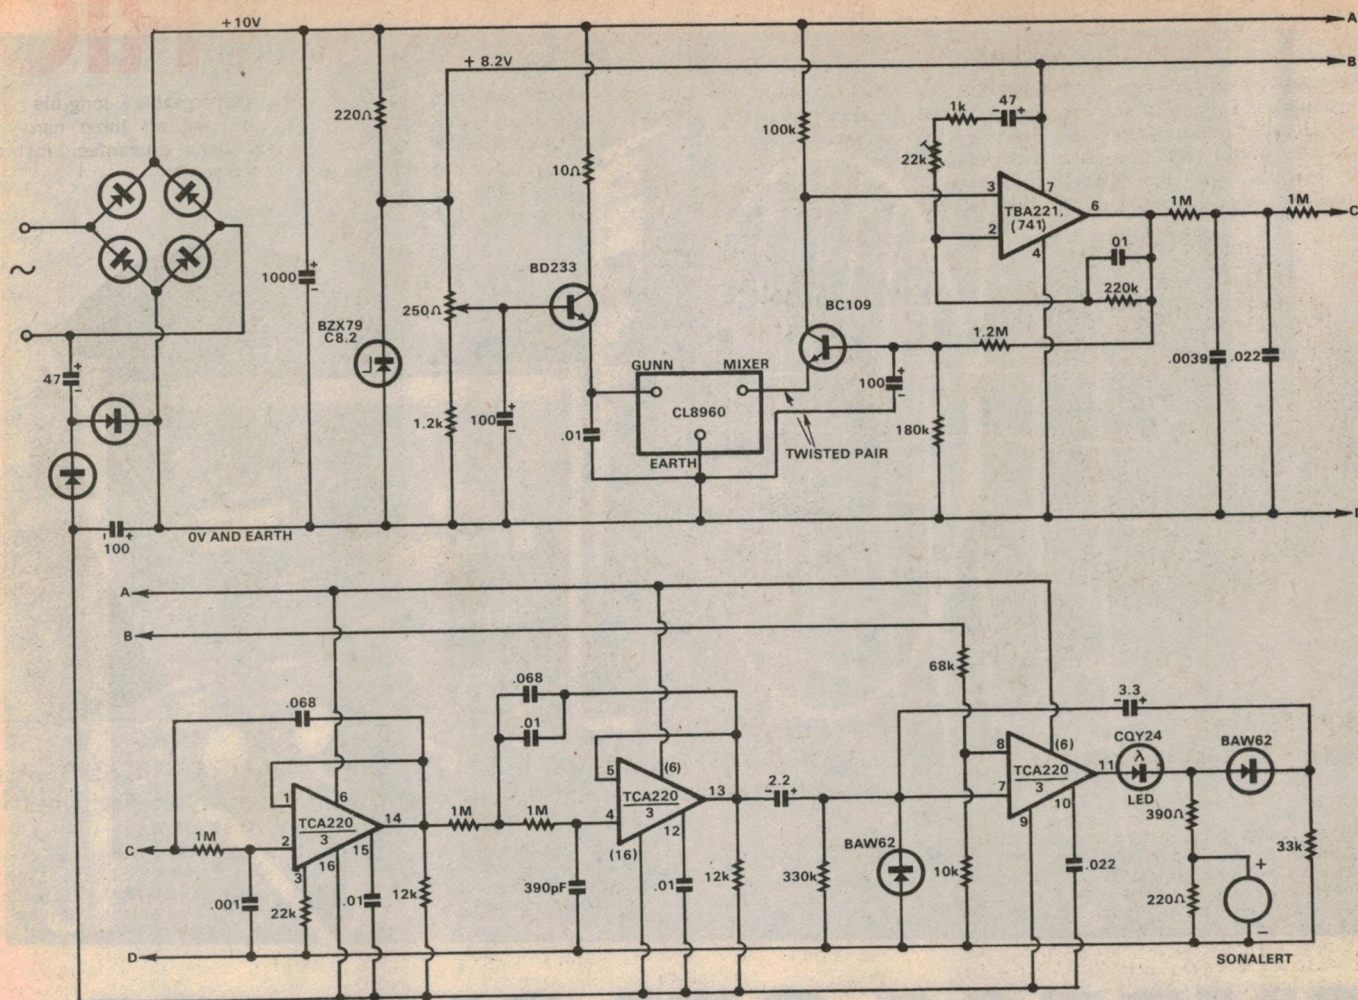 +10V
A
+ 8.2V
B
220Ω
10Ω
100k
1k
- 47 +
22k
3
7
TBA221,
(741)
6
2
4
1M
1M
C
01
220k
~
1000
+
-
BD233
250Ω
BZX79
C8.2
BC109
1.2M
GUNN
MIXER
CL8960
EARTH
47
+
-
1.2k
100
+
-
.01
100
+
-
180k
.0039
.022
TWISTED PAIR
- +
100
0V AND EARTH
A
B
68k
.068
.068
.01
- 3.3 +
CQY24
λ
LED
BAW62
8
(6)
TCA220
3
11
7
10
9
390Ω
5
(6)
TCA220
3
13
4
12
(16)
- 2.2 +
1
6
TCA220
3
14
2
15
16
3
1M
1M
C
1M
BAW62
33k
.001
22k
.01
12k
390pF
.01
12k
330k
10k
.022
220Ω
+
-
D
SONALERT